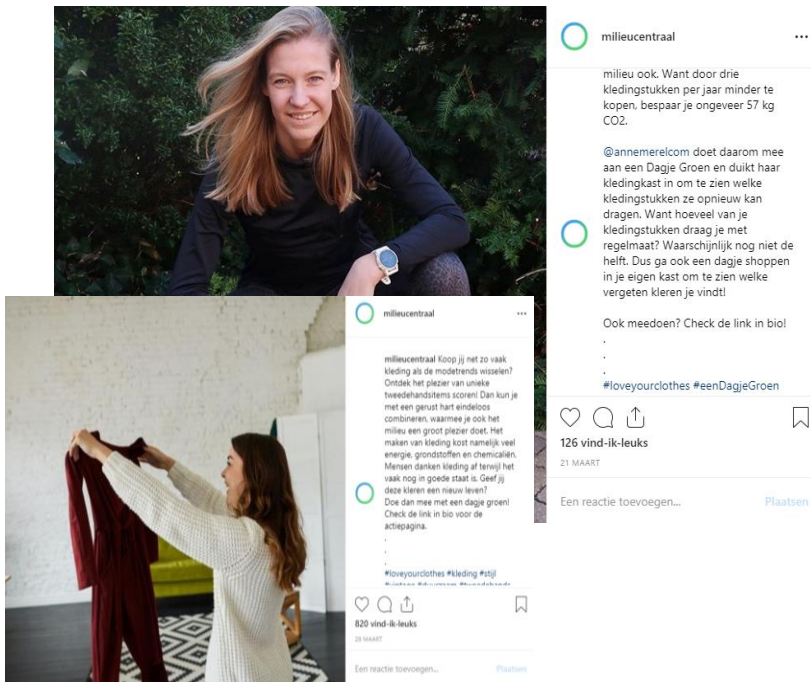 milieucentraal
milieu ook. Want door drie
kledingstukken per jaar minder te
kopen, bespaar je ongeveer 57 kg
CO2.
@annemerelcom doet daarom mee
aan een Dagje Groen en duikt haar
kledingkast in om te zien welke
kledingstukken ze opnieuw kan
dragen. Want hoeveel van je
kledingstukken draag je met
regelmaat? Waarschijnlijk nog niet de
helft. Dus ga ook een dagje shoppen
in je eigen kast om te zien welke
vergeten kleren je vindt!
Ook meedoen? Check de link in bio!
.
.
.
#loveyourclothes #eenDagjeGroen
126 vind-ik-leuks
21 MAART
Een reactie toevoegen...
Plaatsen
milieucentraal
milieucentraal Koop jij net zo vaak
kleding als de modetrends wisselen?
Ontdek het plezier van unieke
tweedehandsitems scoren! Dan kun je
met een gerust hart eindeloos
combineren, waarmee je ook het
milieu een groot plezier doet. Het
maken van kleding kost namelijk veel
energie, grondstoffen en chemicaliën.
Mensen danken kleding af terwijl het
vaak nog in goede staat is. Geef jij
deze kleren een nieuw leven?
Doe dan mee met een dagje groen!
Check de link in bio voor de
actiepagina.
.
.
.
#loveyourclothes #kleding #stijl
#vintage #duurzaam #tweedehands
820 vind-ik-leuks
28 MAART
Een reactie toevoegen...
Plaatsen